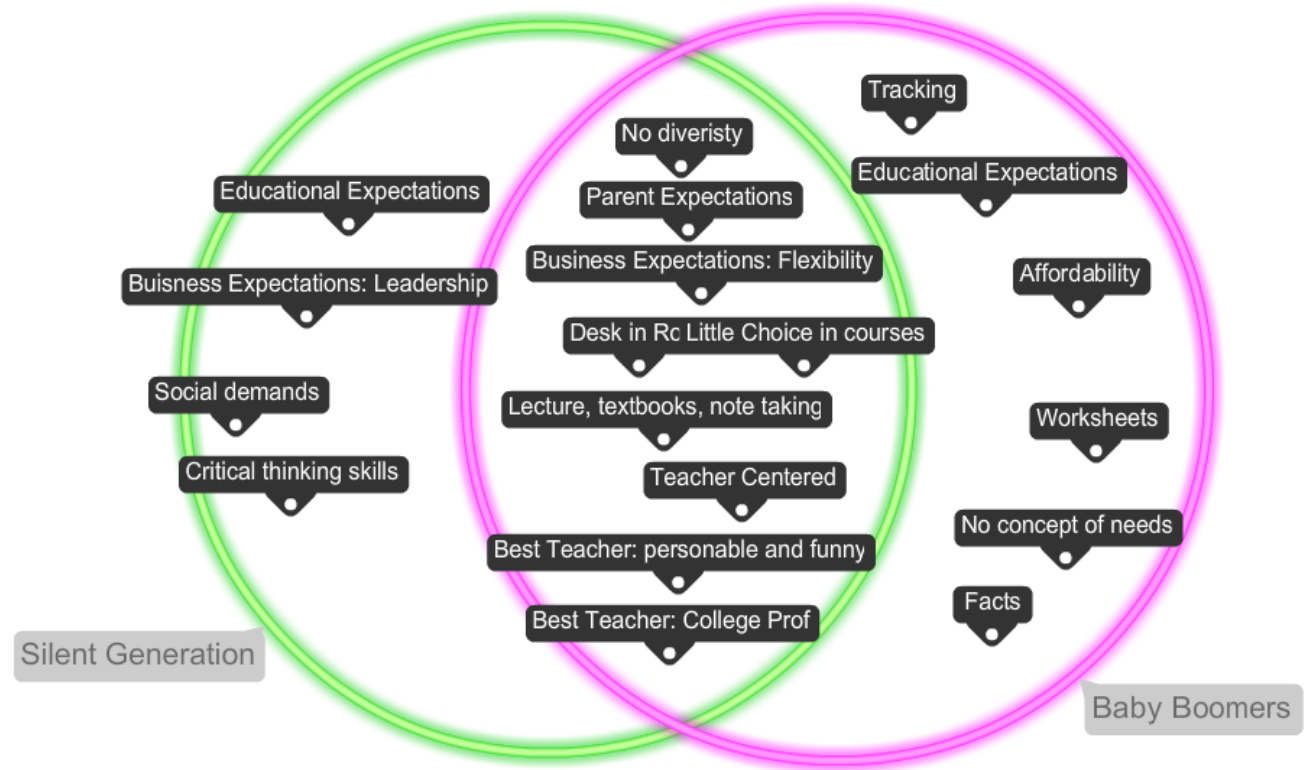 Tracking
No diveristy
Educational Expectations
Educational Expectations
Parent Expectations
Business Expectations: Flexibility
Affordability
Buisness Expectations: Leadership
Desk in Little Choice in courses
Social demands
Lecture, textbooks, note taking
Worksheets
Critical thinking skills
Teacher Centered
No concept of needs
Best Teacher: personable and funny
Facts
Best Teacher: College Prof
Silent Generation
Baby Boomers